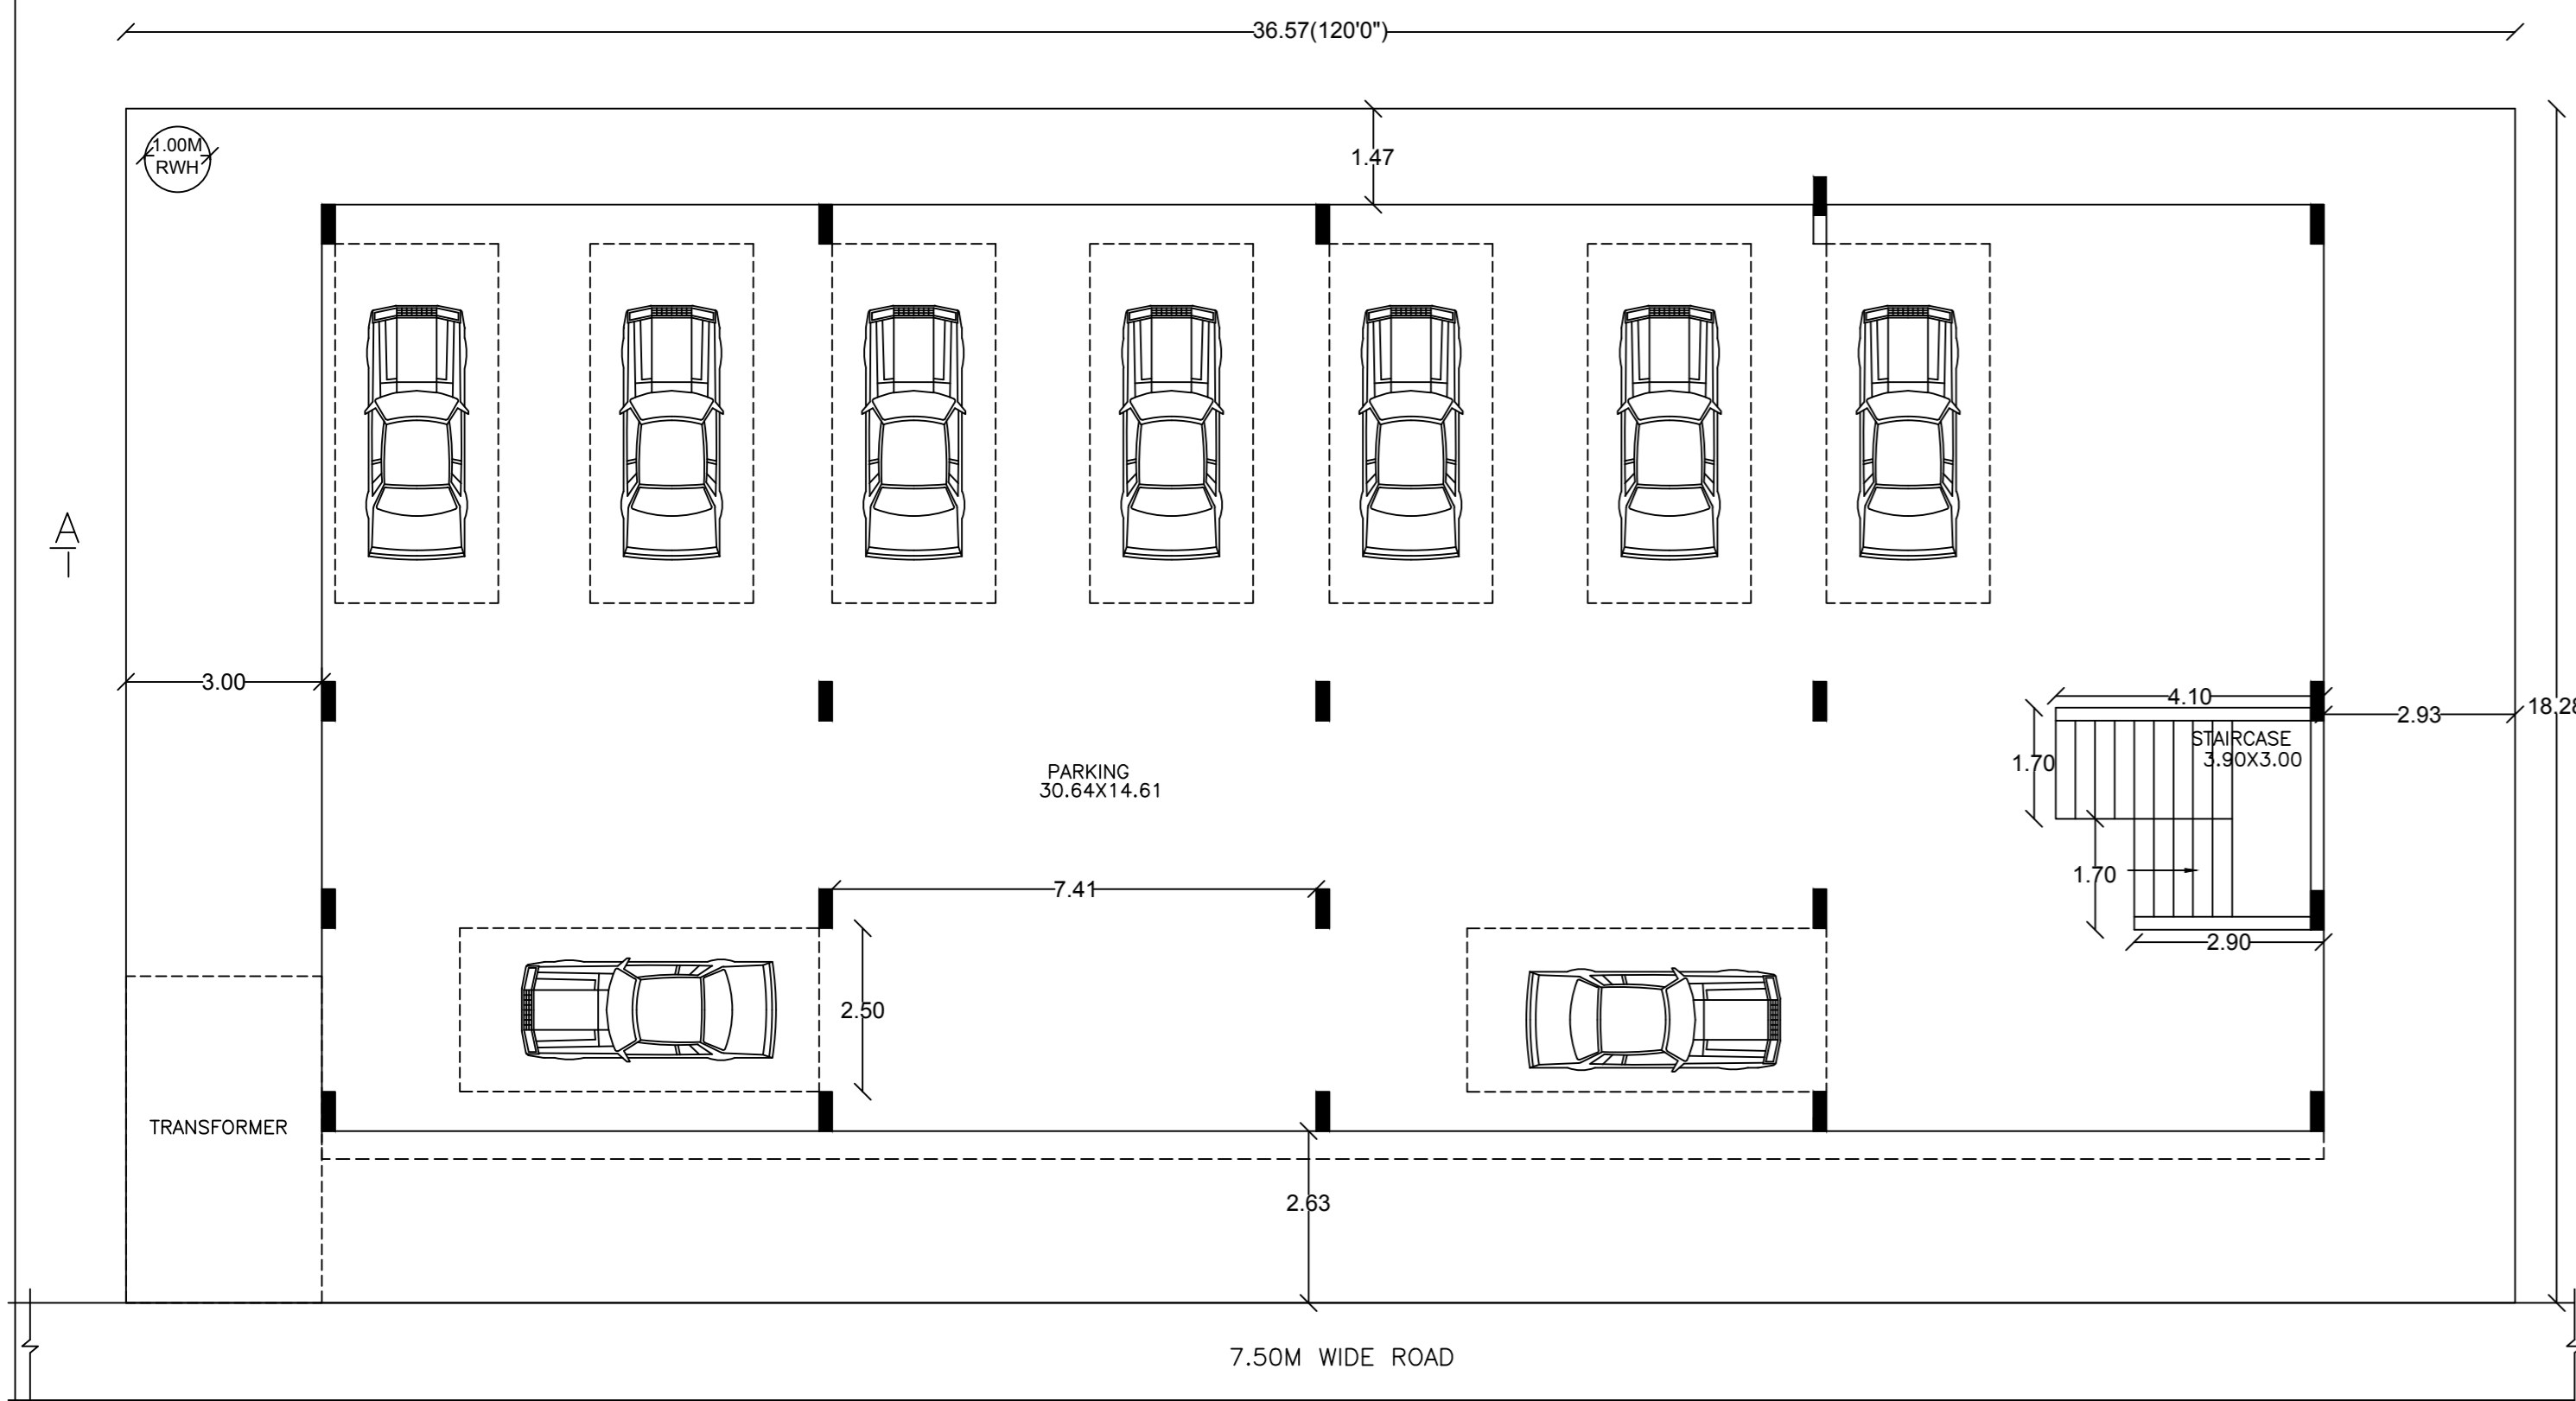 36.57(120'0")
1.00M
RWH
1.47
A
3.00
4.10
2.93
18.28
STAIRCASE
3.90X3.00
1.70
PARKING
30.64X14.61
1.70
7.41
2.90
2.50
TRANSFORMER
2.63
7.50M WIDE ROAD